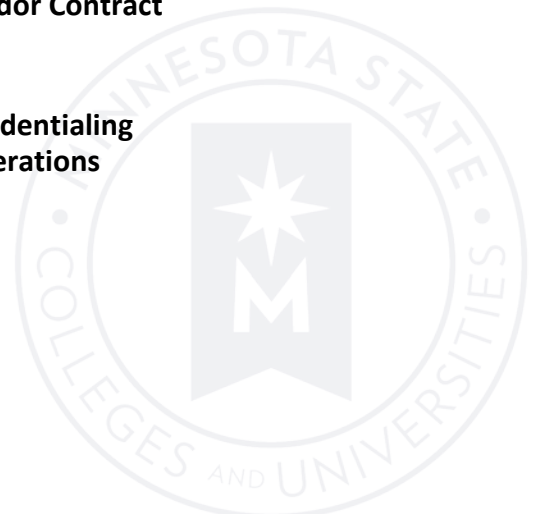 dor Contract
dentialing
erations
MINNESOTA STATE
COLLEGES AND UNIVERSITIES
M